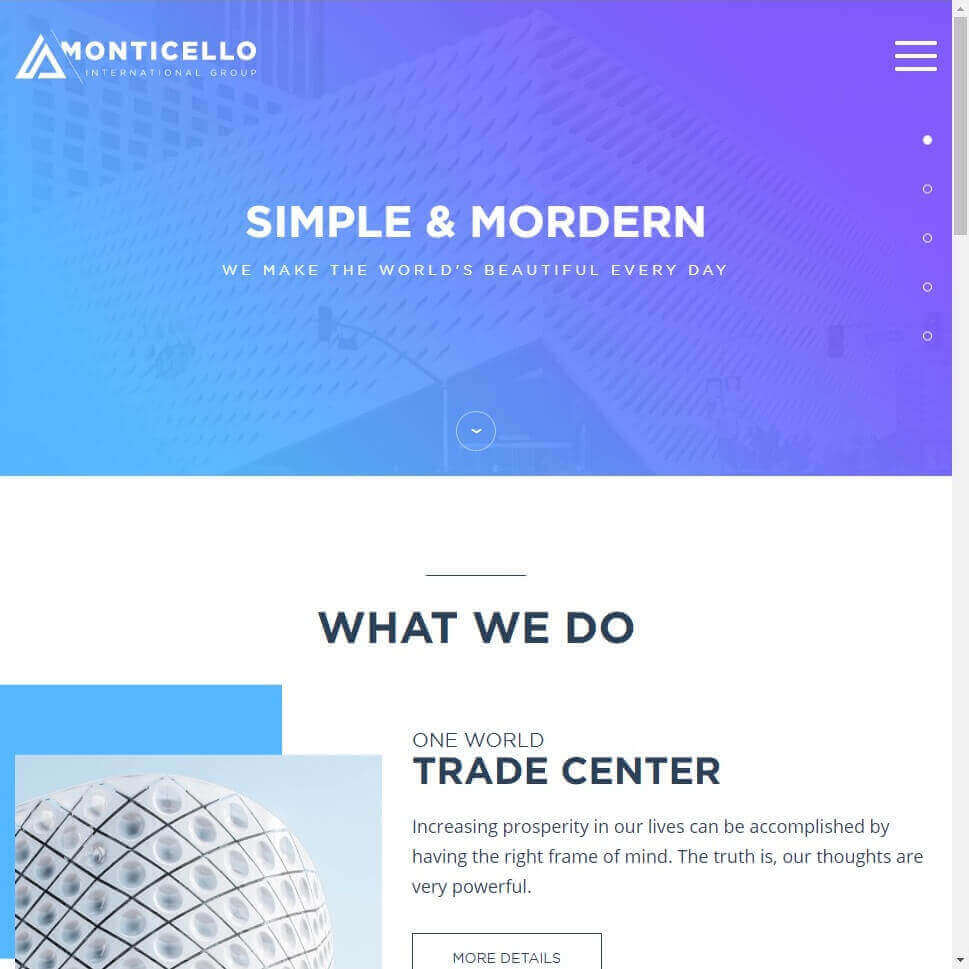 MONTICELLO
INTERNATIONAL GROUP
SIMPLE & MORDERN
WE MAKE THE WORLD'S BEAUTIFUL EVERY DAY
WHAT WE DO
ONE WORLD
TRADE CENTER
Increasing prosperity in our lives can be accomplished by
having the right frame of mind. The truth is, our thoughts are
very powerful.
MORE DETAILS